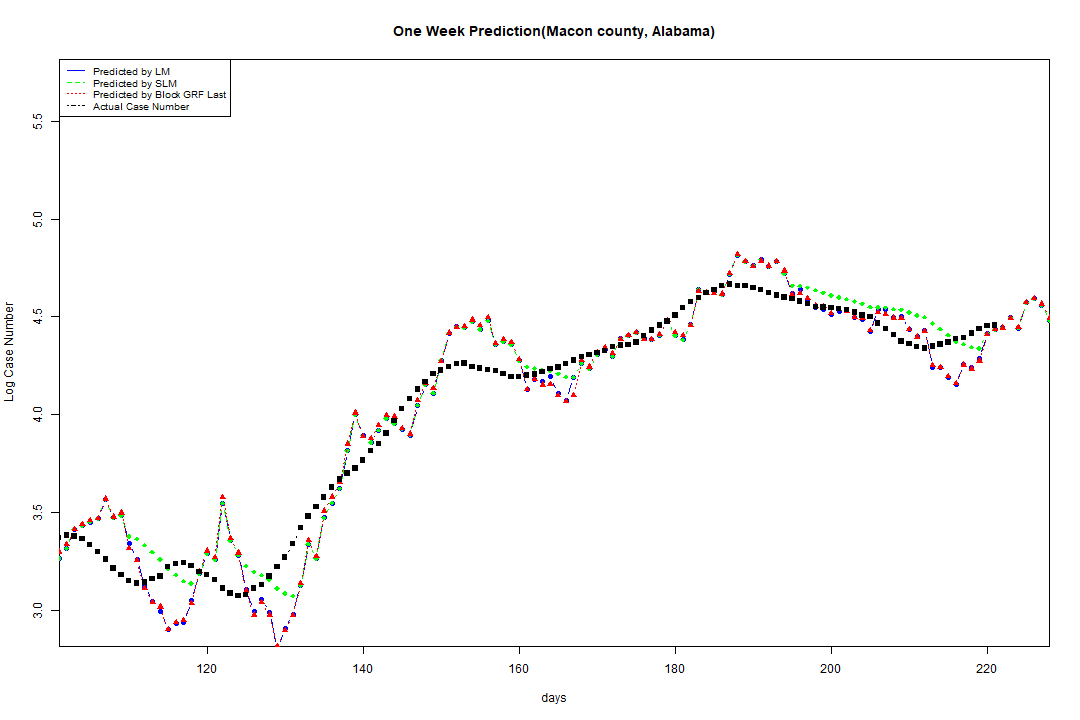 One Week Prediction(Macon county, Alabama)
Predicted by LM
Predicted by SLM
Predicted by Block GRF Last
Actual Case Number
Log Case Number
5.5
5.0
4.5
4.0
3.5
3.0
120 140 160 180 200 220
days